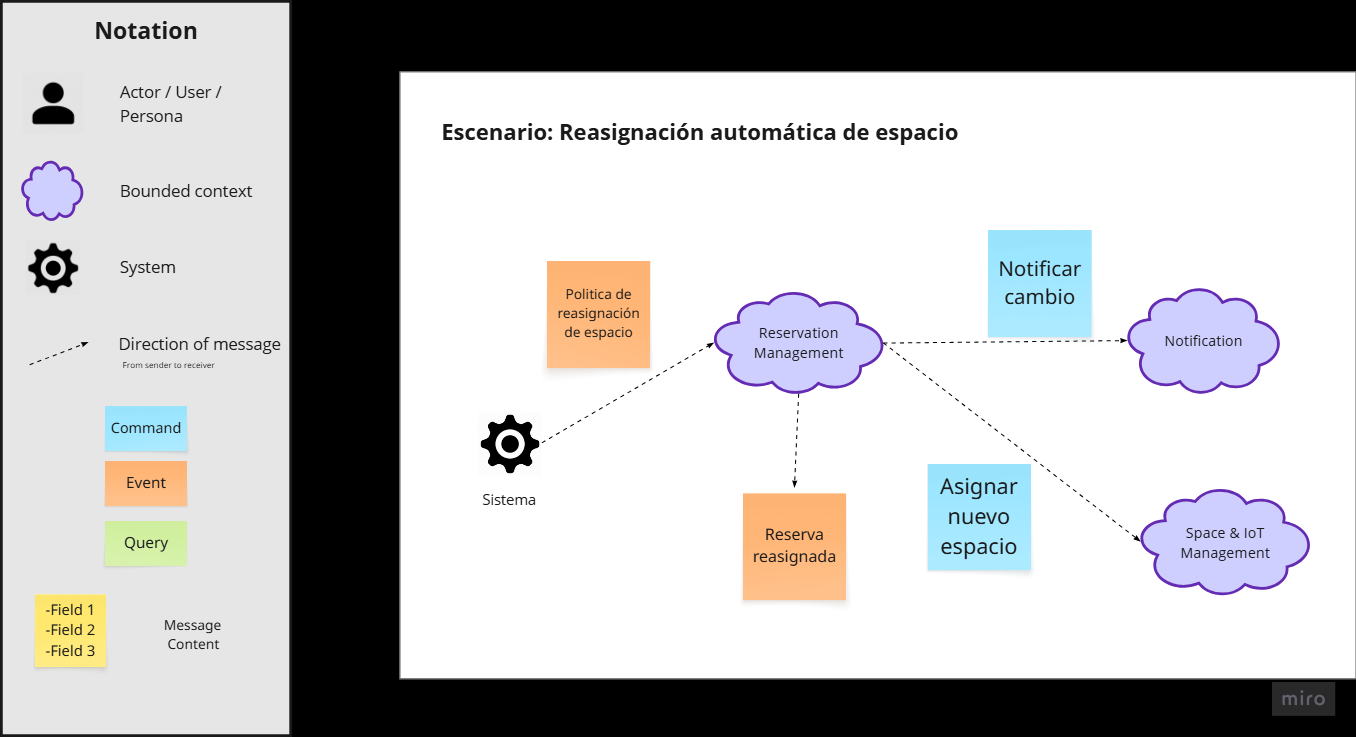 Notation
Actor / User /
Persona
Bounded context
System
Direction of message
From sender to receiver
Command
Event
Query
-Field 1
-Field 2
-Field 3
Message
Content
Escenario: Reasignación automática de espacio
Politica de
reasignación
de espacio
Sistema
Reservation
Management
Reserva
reasignada
Notificar
cambio
Notification
Asignar
nuevo
espacio
Space & IoT
Management
miro